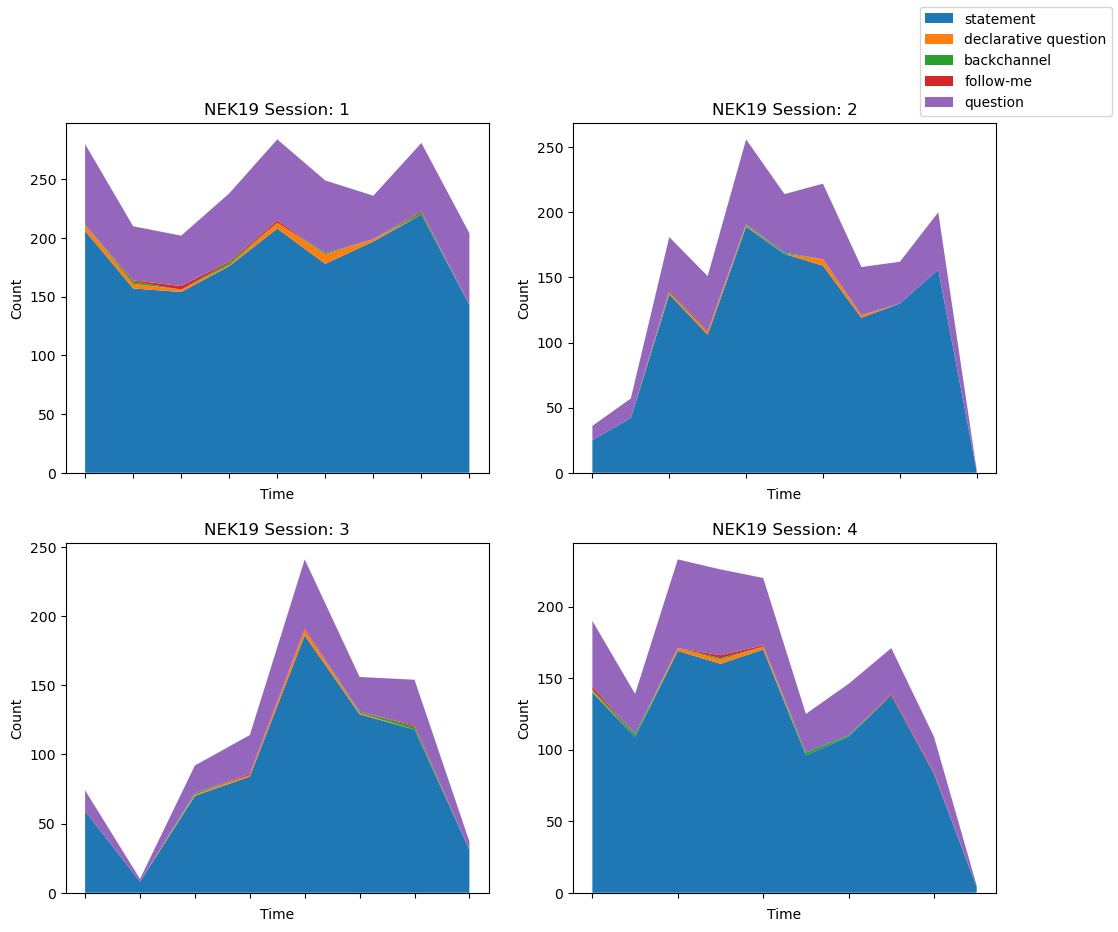 statement
declarative question
backchannel
follow-me
question
NEK19 Session: 1
250
200
150
100
50
0
Count
Time
NEK19 Session: 2
250
200
150
100
50
0
Count
Time
NEK19 Session: 3
250
200
150
100
50
0
Count
Time
NEK19 Session: 4
200
150
100
50
0
Count
Time